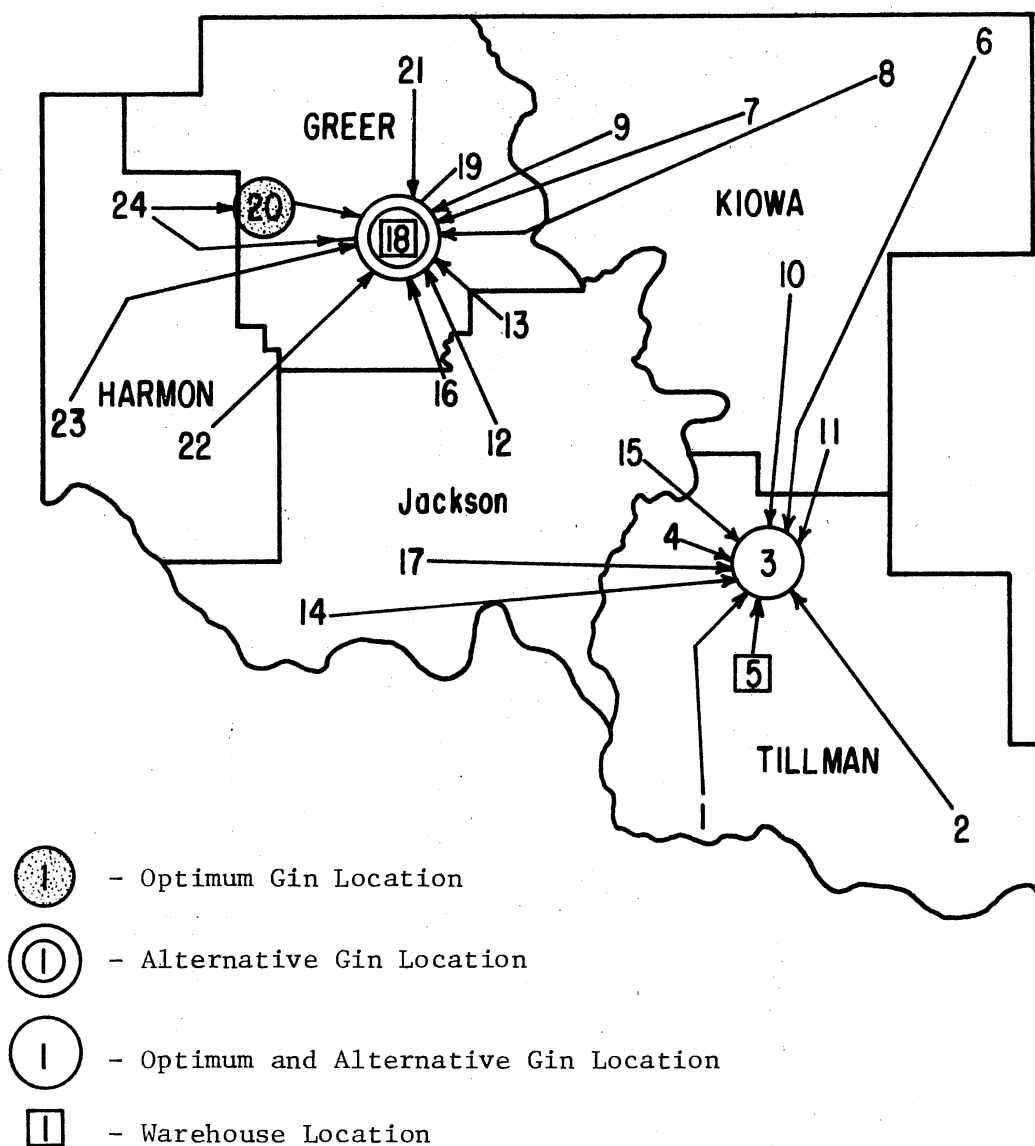 6
21
8
GREER
9
7
19
24
20
18
KIOWA
10
13
HARMON
23
16
22
12
15
11
Jackson
4
3
17
14
5
TILLMAN
1
2
1 - Optimum Gin Location
1 - Alternative Gin Location
1 - Optimum and Alternative Gin Location
1 - Warehouse Location